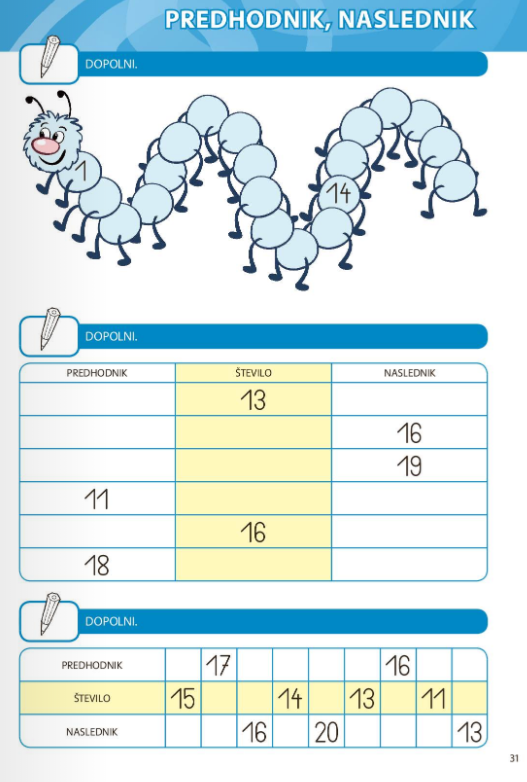 PREDHODNIK, NASLEDNIK
DOPOLNI.
1
14
DOPOLNI.
PREDHODNIK ŠTEVILO NASLEDNIK
13
16
19
11
16
18
DOPOLNI.
PREDHODNIK 17 16
ŠTEVILO 15 14 13 11
NASLEDNIK 16 20 13
31